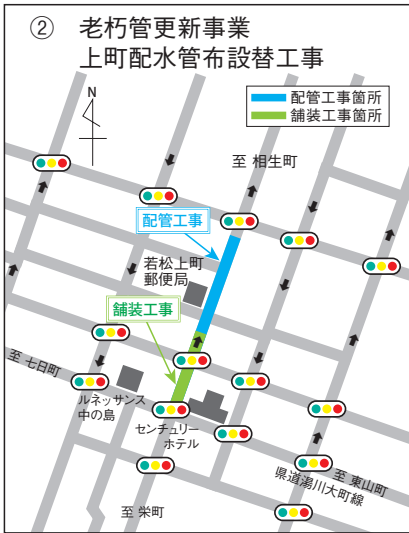 ② 老朽管更新事業
上町配水管布設替工事
N
配管工事箇所
舗装工事箇所
至 相生町
配管工事
若松上町
郵便局
舗装工事
至 七日町
ルネッサンス
中の島
センチュリー
ホテル
至 東山町
県道湯川大町線
至 栄町